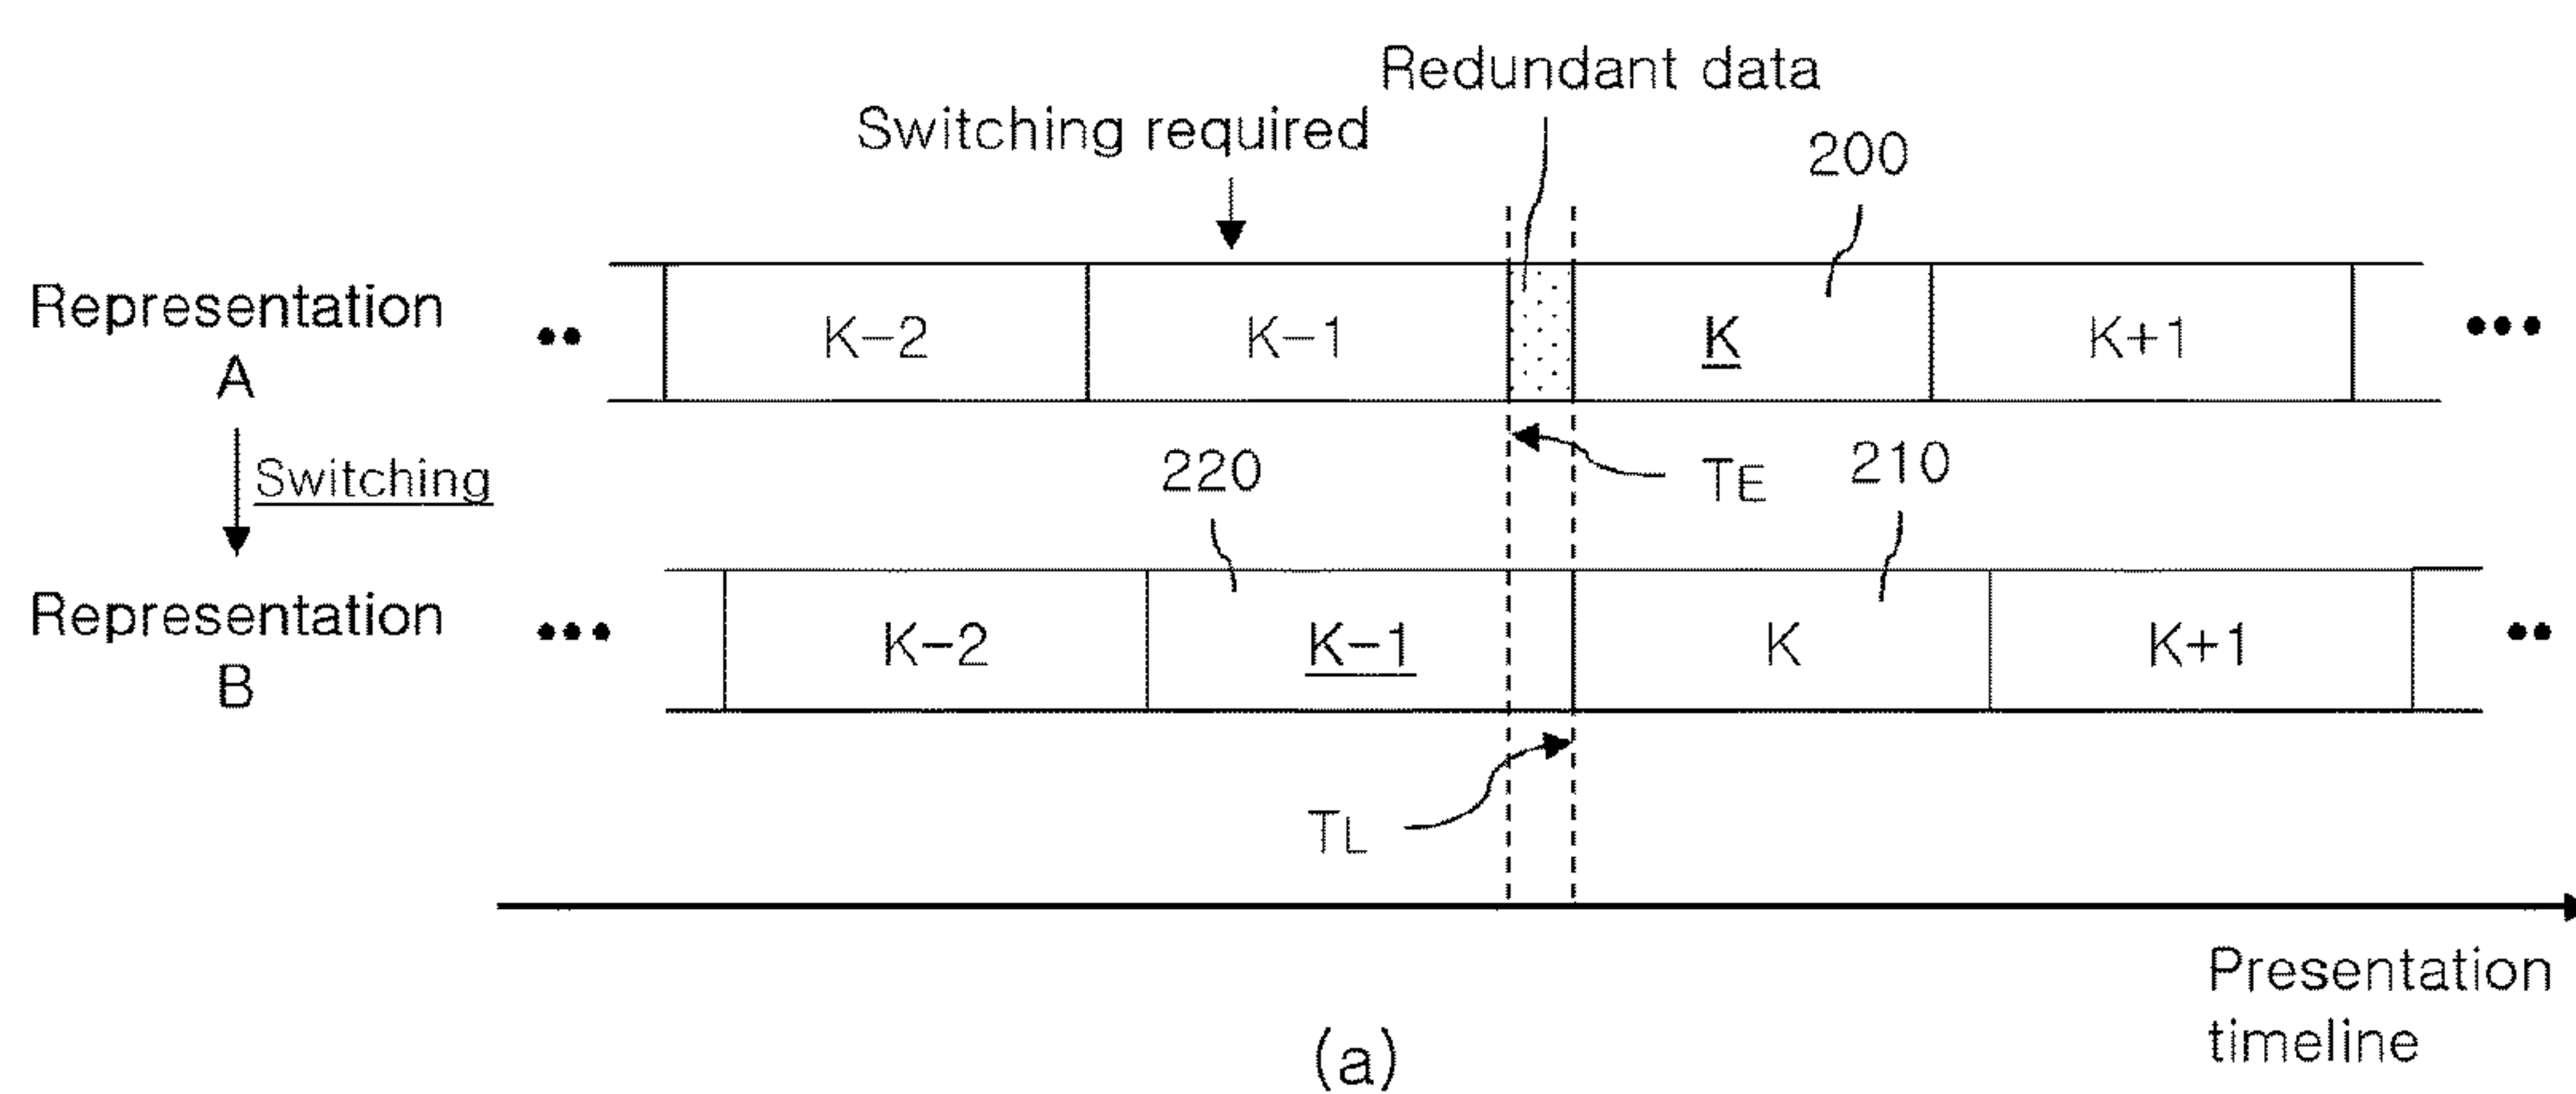 Redundant data
Switching required
200
Representation
A
•• K-2 K-1 K K+1 •••
Switching
220
TE
210
Representation
B
••• K-2 K-1 K K+1 ••
TL
Presentation
timeline
(a)